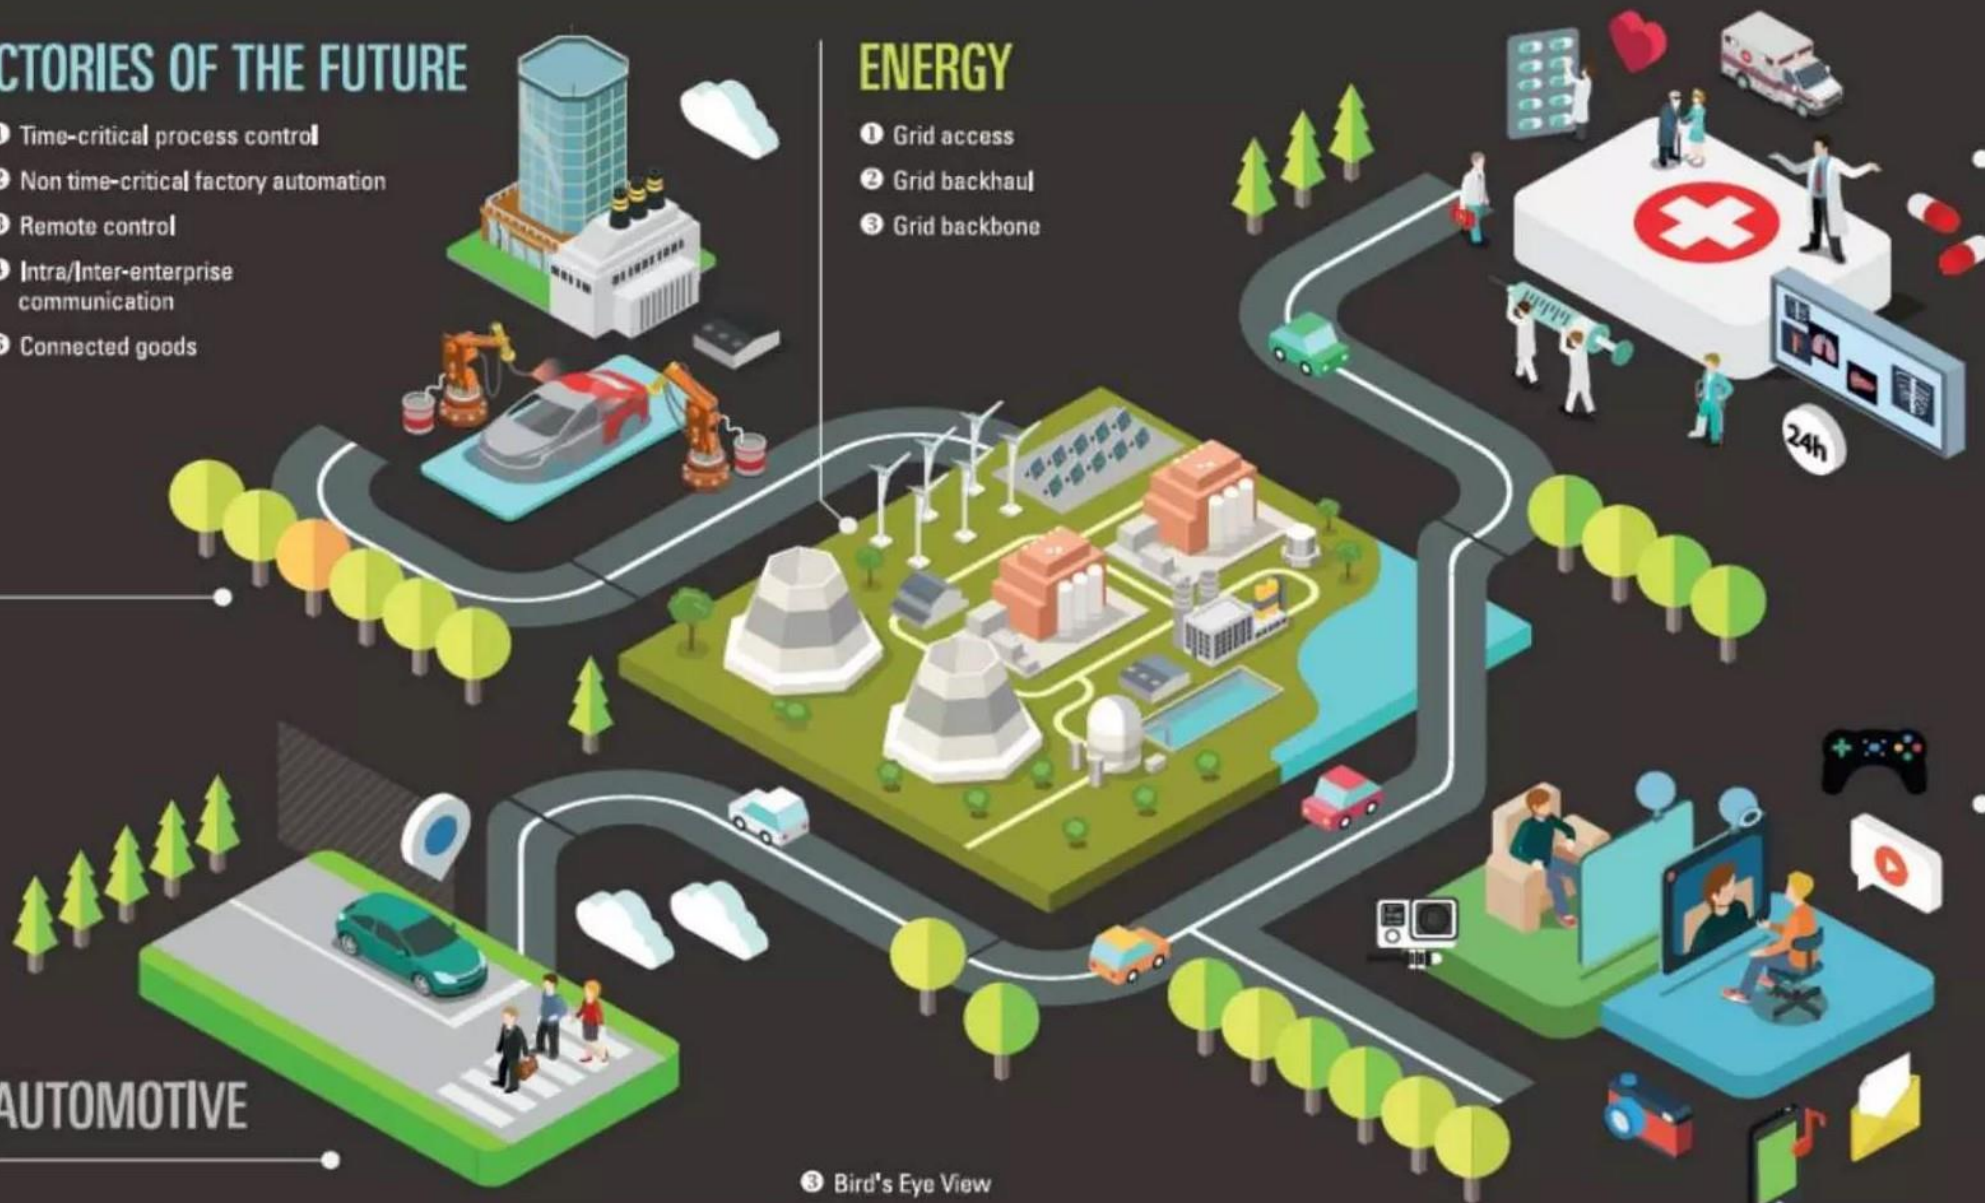 CTORIES OF THE FUTURE
Time-critical process control
Non time-critical factory automation
Remote control
Intra/Inter-enterprise
communication
Connected goods
ENERGY
❶ Grid access
❷ Grid backhaul
❸ Grid backbone
24h
AUTOMOTIVE
❸ Bird's Eye View